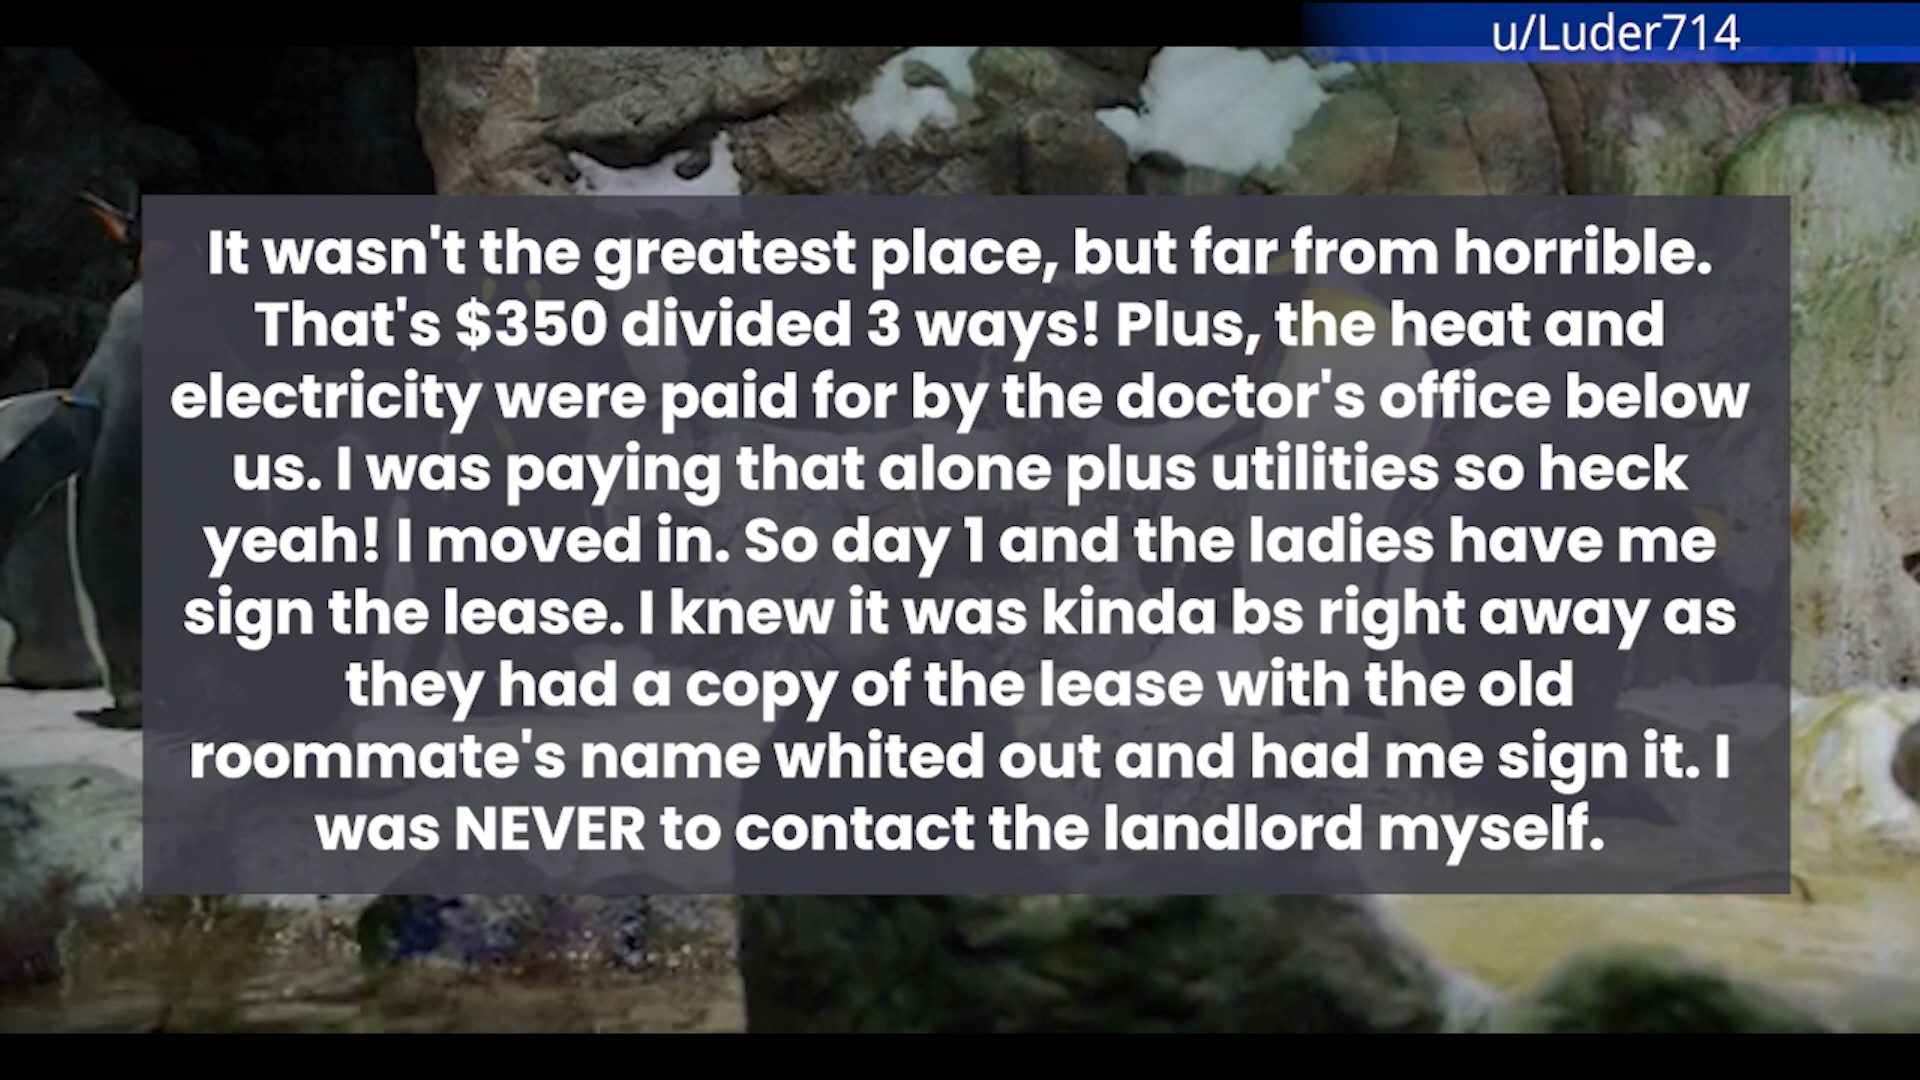 u/Luder714
It wasn't the greatest place, but far from horrible.
That's $350 divided 3 ways! Plus, the heat and
electricity were paid for by the doctor's office below
us. I was paying that alone plus utilities so heck
yeah! I moved in. So day 1 and the ladies have me
sign the lease. I knew it was kinda bs right away as
they had a copy of the lease with the old
roommate's name whited out and had me sign it. I
was NEVER to contact the landlord myself.